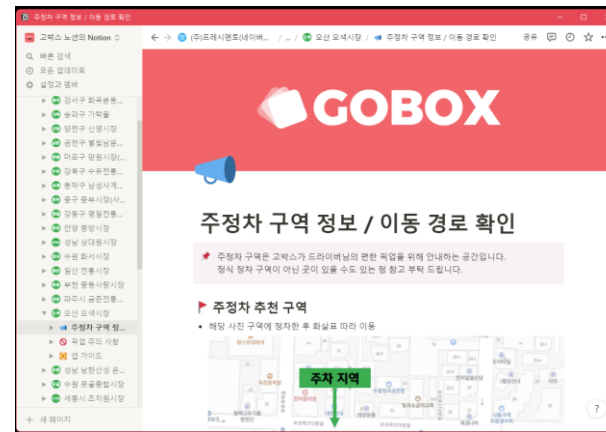 주정차 구역 정보 / 이동 경로 확인
고박스 노션의 Notion
(주)프레시멘토(네이버... / ... / 오산 오색시장 / 주정차 구역 정보 / 이동 경로 확인
공유
빠른 검색
모든 업데이트
설정과 멤버
강서구 화곡본동...
송파구 가락몰
양천구 신영시장
금천구 별빛남문...
마포구 망원시장(...
강북구 수유전통...
동작구 남성사계...
중구 중부시장(사...
강동구 명일전통...
안양 중앙시장
성남 상대원시장
수원 화서시장
일산 전통시장
부천 중동사랑시장
파주시 금촌전통...
오산 오색시장
주정차 구역 정...
픽업 주의 사항
앱 가이드
성남 남한산성 은...
수원 못골종합시장
세종시 조치원시장
새 페이지
GOBOX
주정차 구역 정보 / 이동 경로 확인
주정차 구역은 고박스가 드라이버님의 편한 픽업을 위해 안내하는 공간입니다.
정식 정차 구역이 아닌 곳이 있을 수도 있는 점 참고 부탁 드립니다.
주정차 추천 구역
해당 사진 구역에 정차한 후 화살표 따라 이동
주차 지역
?